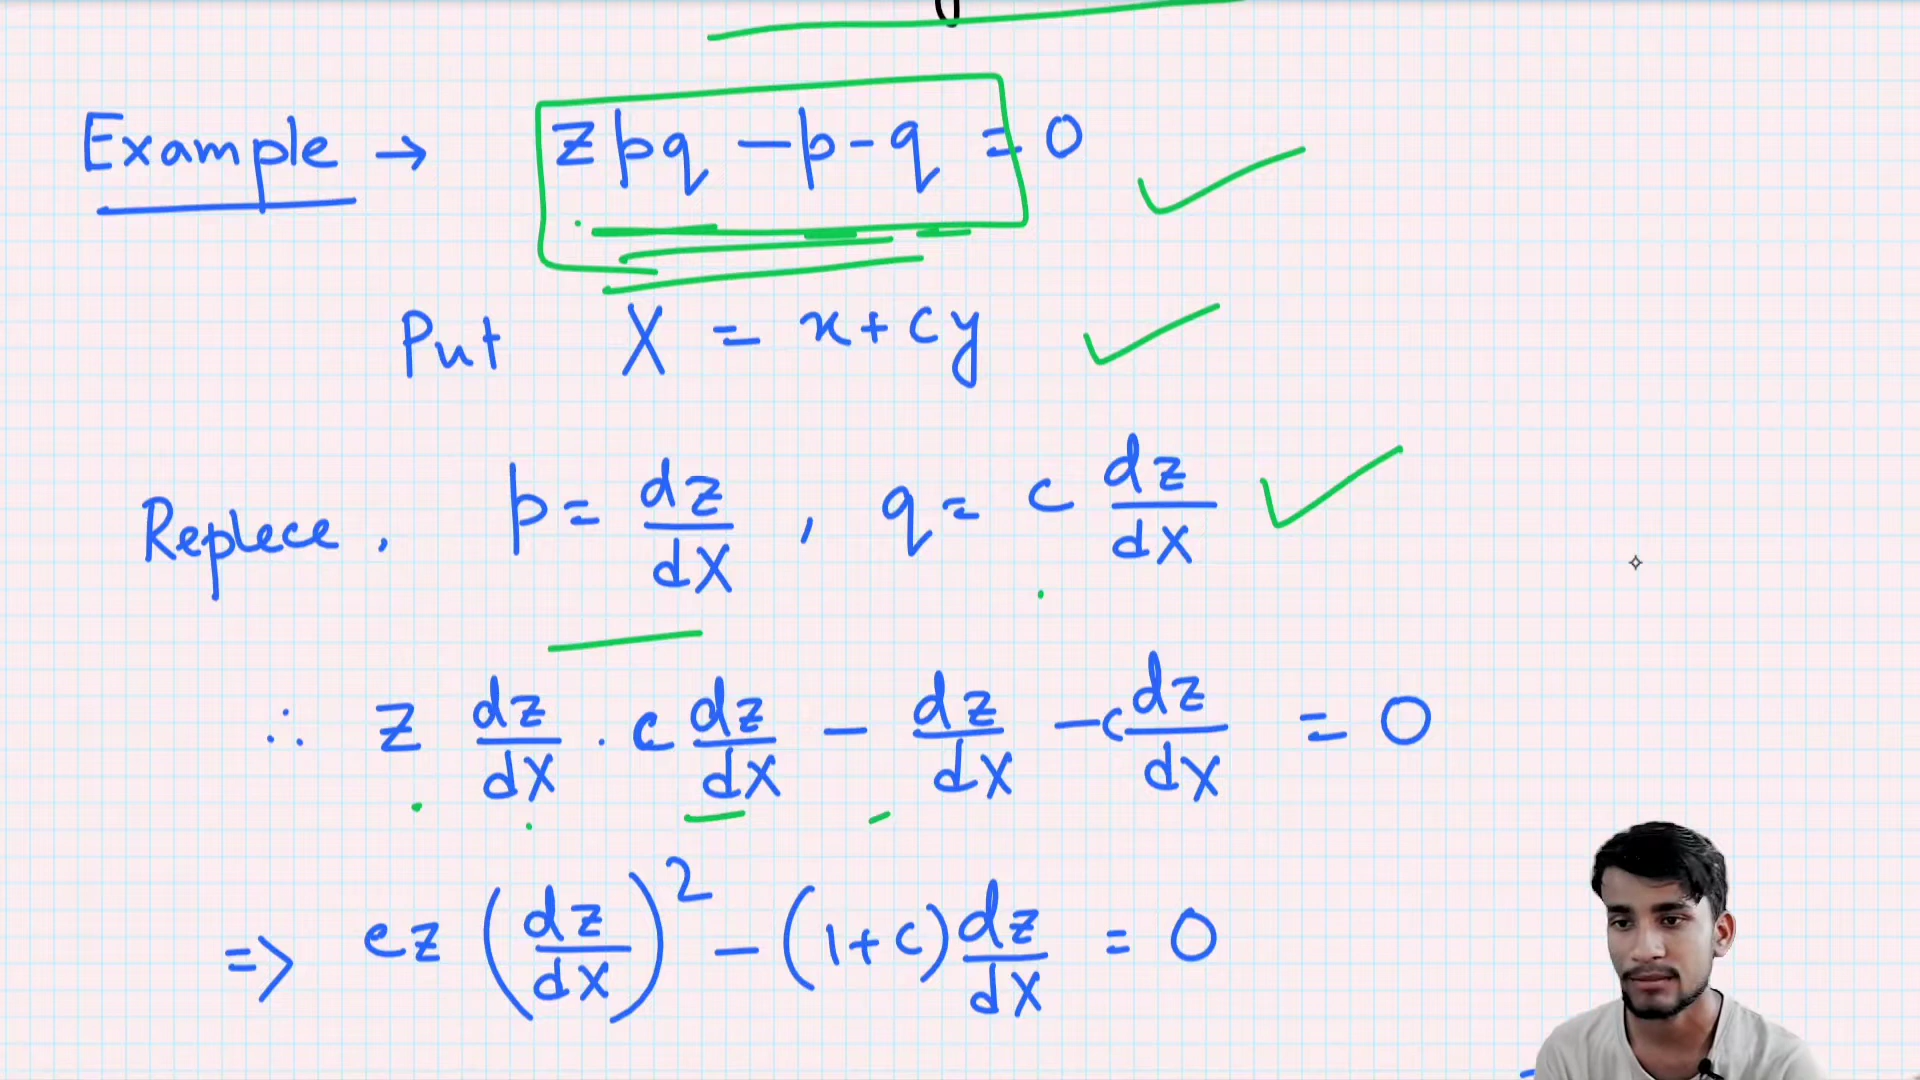 Example → zpq - p - q = 0
Put X = x + cy
Replece, p = dz/dX , q = c dz/dX
∴ z dz/dX . c dz/dX - dz/dX - c dz/dX = 0
=> cz (dz/dX)² - (1+c) dz/dX = 0